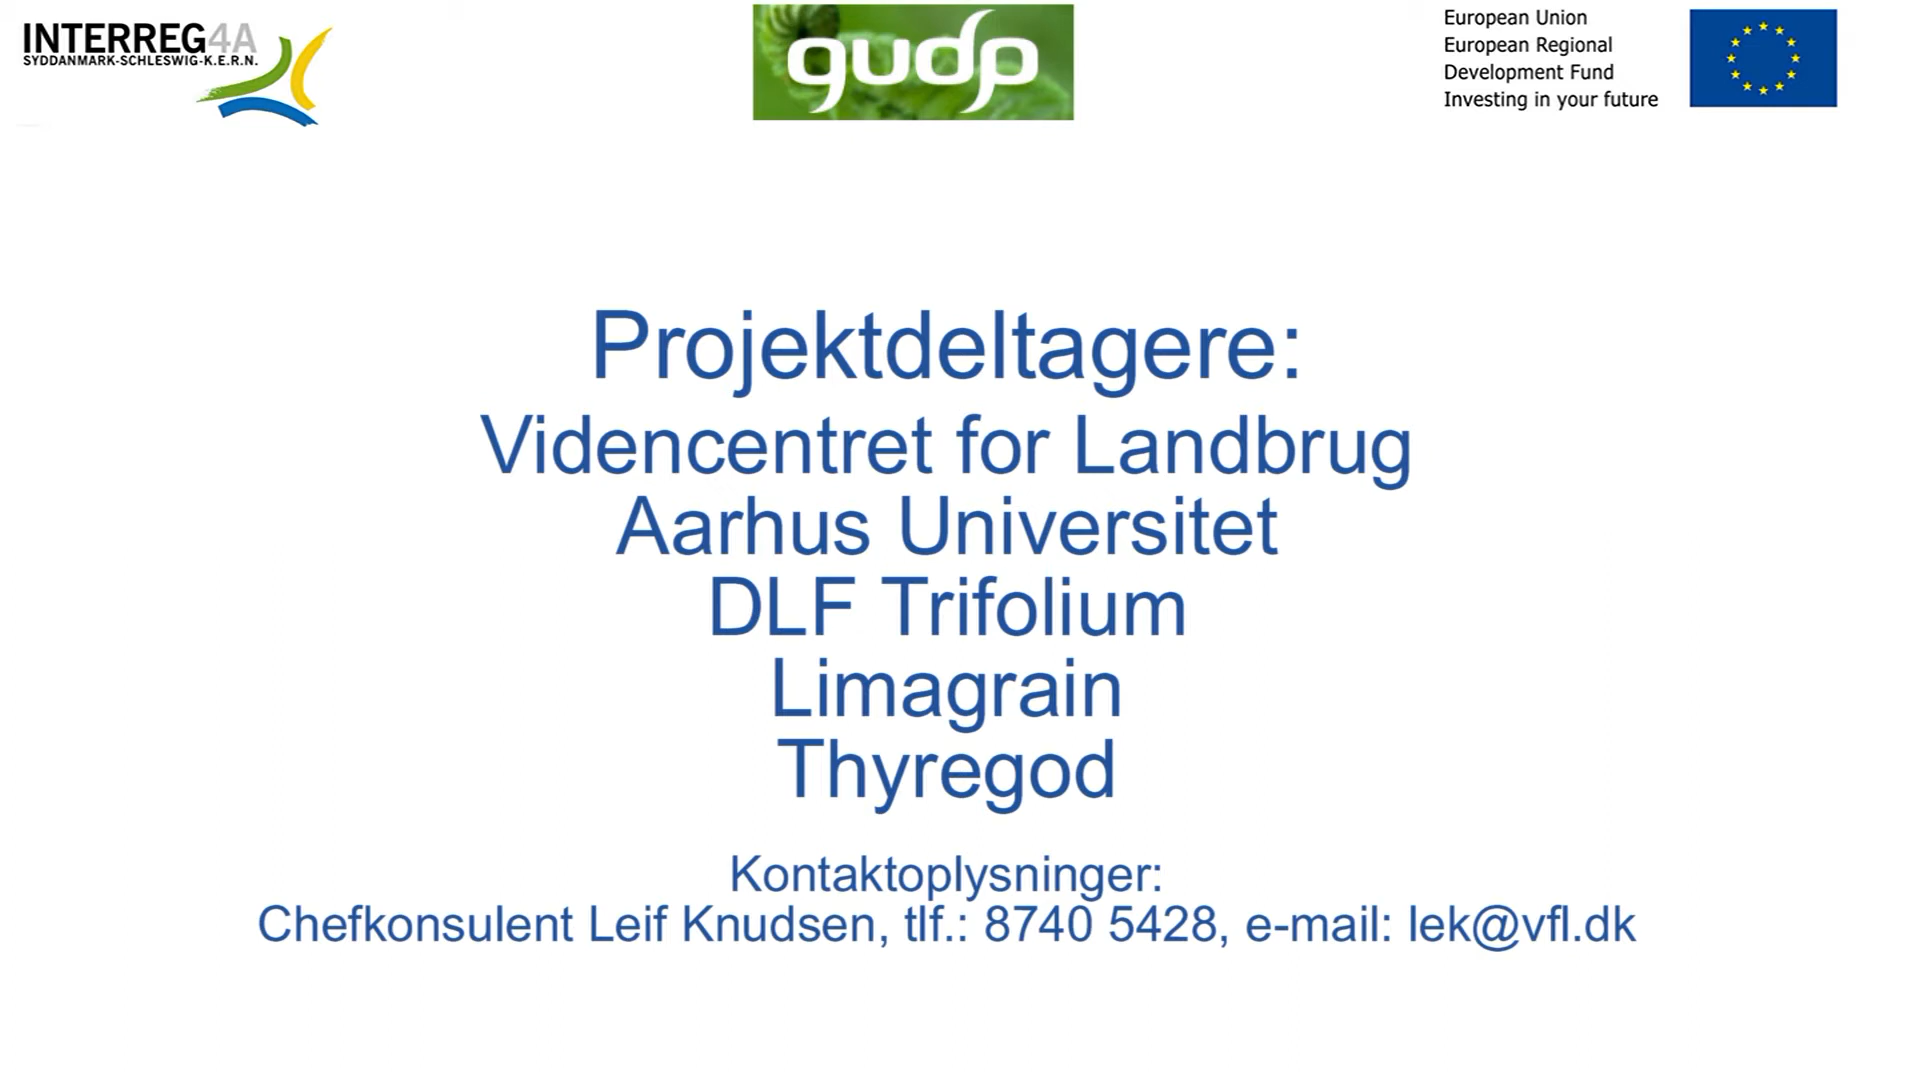 INTERREG4A
SYDDANMARK-SCHLESWIG-K.E.R.N.
gudp
European Union
European Regional
Development Fund
Investing in your future
Projektdeltagere:
Videncentret for Landbrug
Aarhus Universitet
DLF Trifolium
Limagrain
Thyregod
Kontaktoplysninger:
Chefkonsulent Leif Knudsen, tlf.: 8740 5428, e-mail: lek@vfl.dk